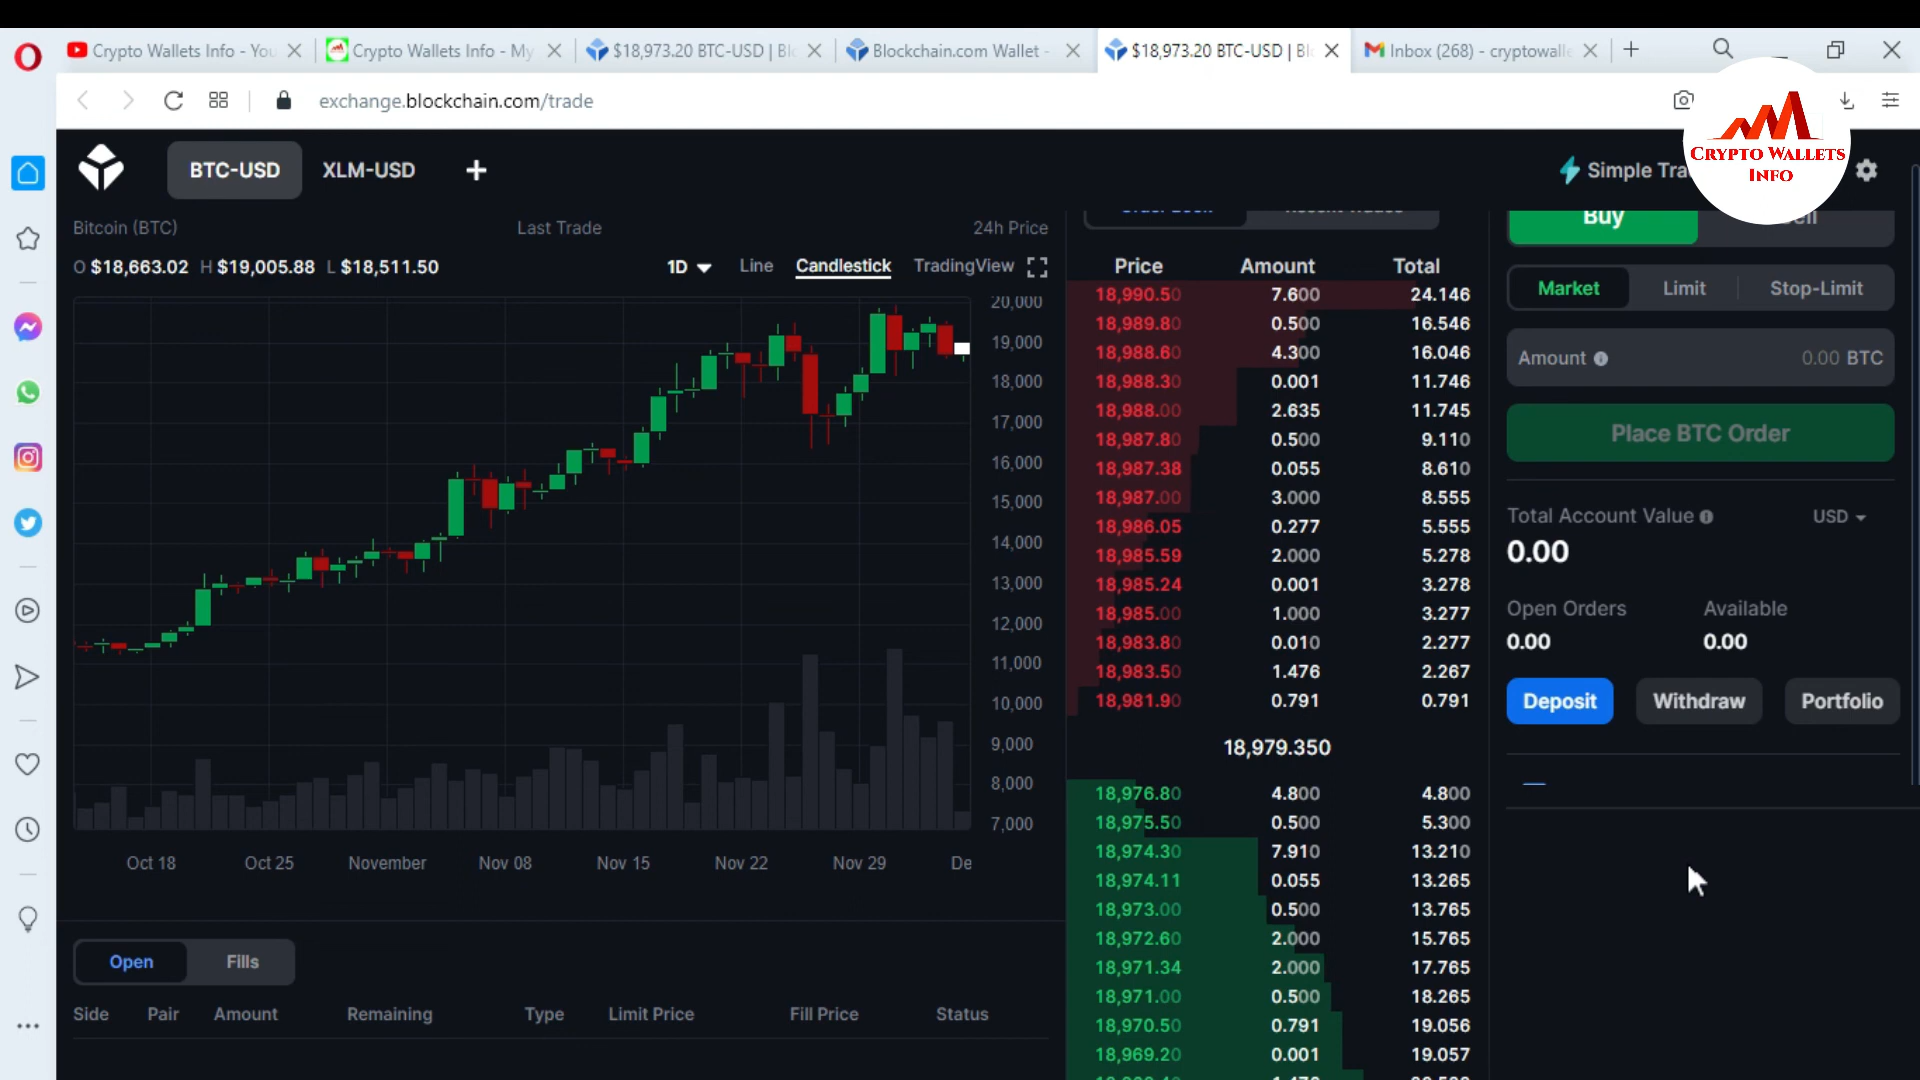 Crypto Wallets Info - You
Crypto Wallets Info - My
$18,973.20 BTC-USD | Bl
Blockchain.com Wallet -
$18,973.20 BTC-USD | Bl
Inbox (268) - cryptowalle
exchange.blockchain.com/trade
CRYPTO WALLETS
INFO
BTC-USD
XLM-USD
Simple Tra
Bitcoin (BTC)
Last Trade
24h Price
O $18,663.02 H $19,005.88 L $18,511.50
1D
Line
Candlestick
TradingView
20,000
19,000
18,000
17,000
16,000
15,000
14,000
13,000
12,000
11,000
10,000
9,000
8,000
7,000
Oct 18
Oct 25
November
Nov 08
Nov 15
Nov 22
Nov 29
De
Open
Fills
Side Pair Amount Remaining Type Limit Price Fill Price Status
Price Amount Total
18,990.50 7.600 24.146
18,989.80 0.500 16.546
18,988.60 4.300 16.046
18,988.30 0.001 11.746
18,988.00 2.635 11.745
18,987.80 0.500 9.110
18,987.38 0.055 8.610
18,987.00 3.000 8.555
18,986.05 0.277 5.555
18,985.59 2.000 5.278
18,985.24 0.001 3.278
18,985.00 1.000 3.277
18,983.80 0.010 2.277
18,983.50 1.476 2.267
18,981.90 0.791 0.791
18,979.350
18,976.80 4.800 4.800
18,975.50 0.500 5.300
18,974.30 7.910 13.210
18,974.11 0.055 13.265
18,973.00 0.500 13.765
18,972.60 2.000 15.765
18,971.34 2.000 17.765
18,971.00 0.500 18.265
18,970.50 0.791 19.056
18,969.20 0.001 19.057
Buy
Market
Limit
Stop-Limit
Amount
0.00 BTC
Place BTC Order
Total Account Value
USD
0.00
Open Orders
Available
0.00
0.00
Deposit
Withdraw
Portfolio